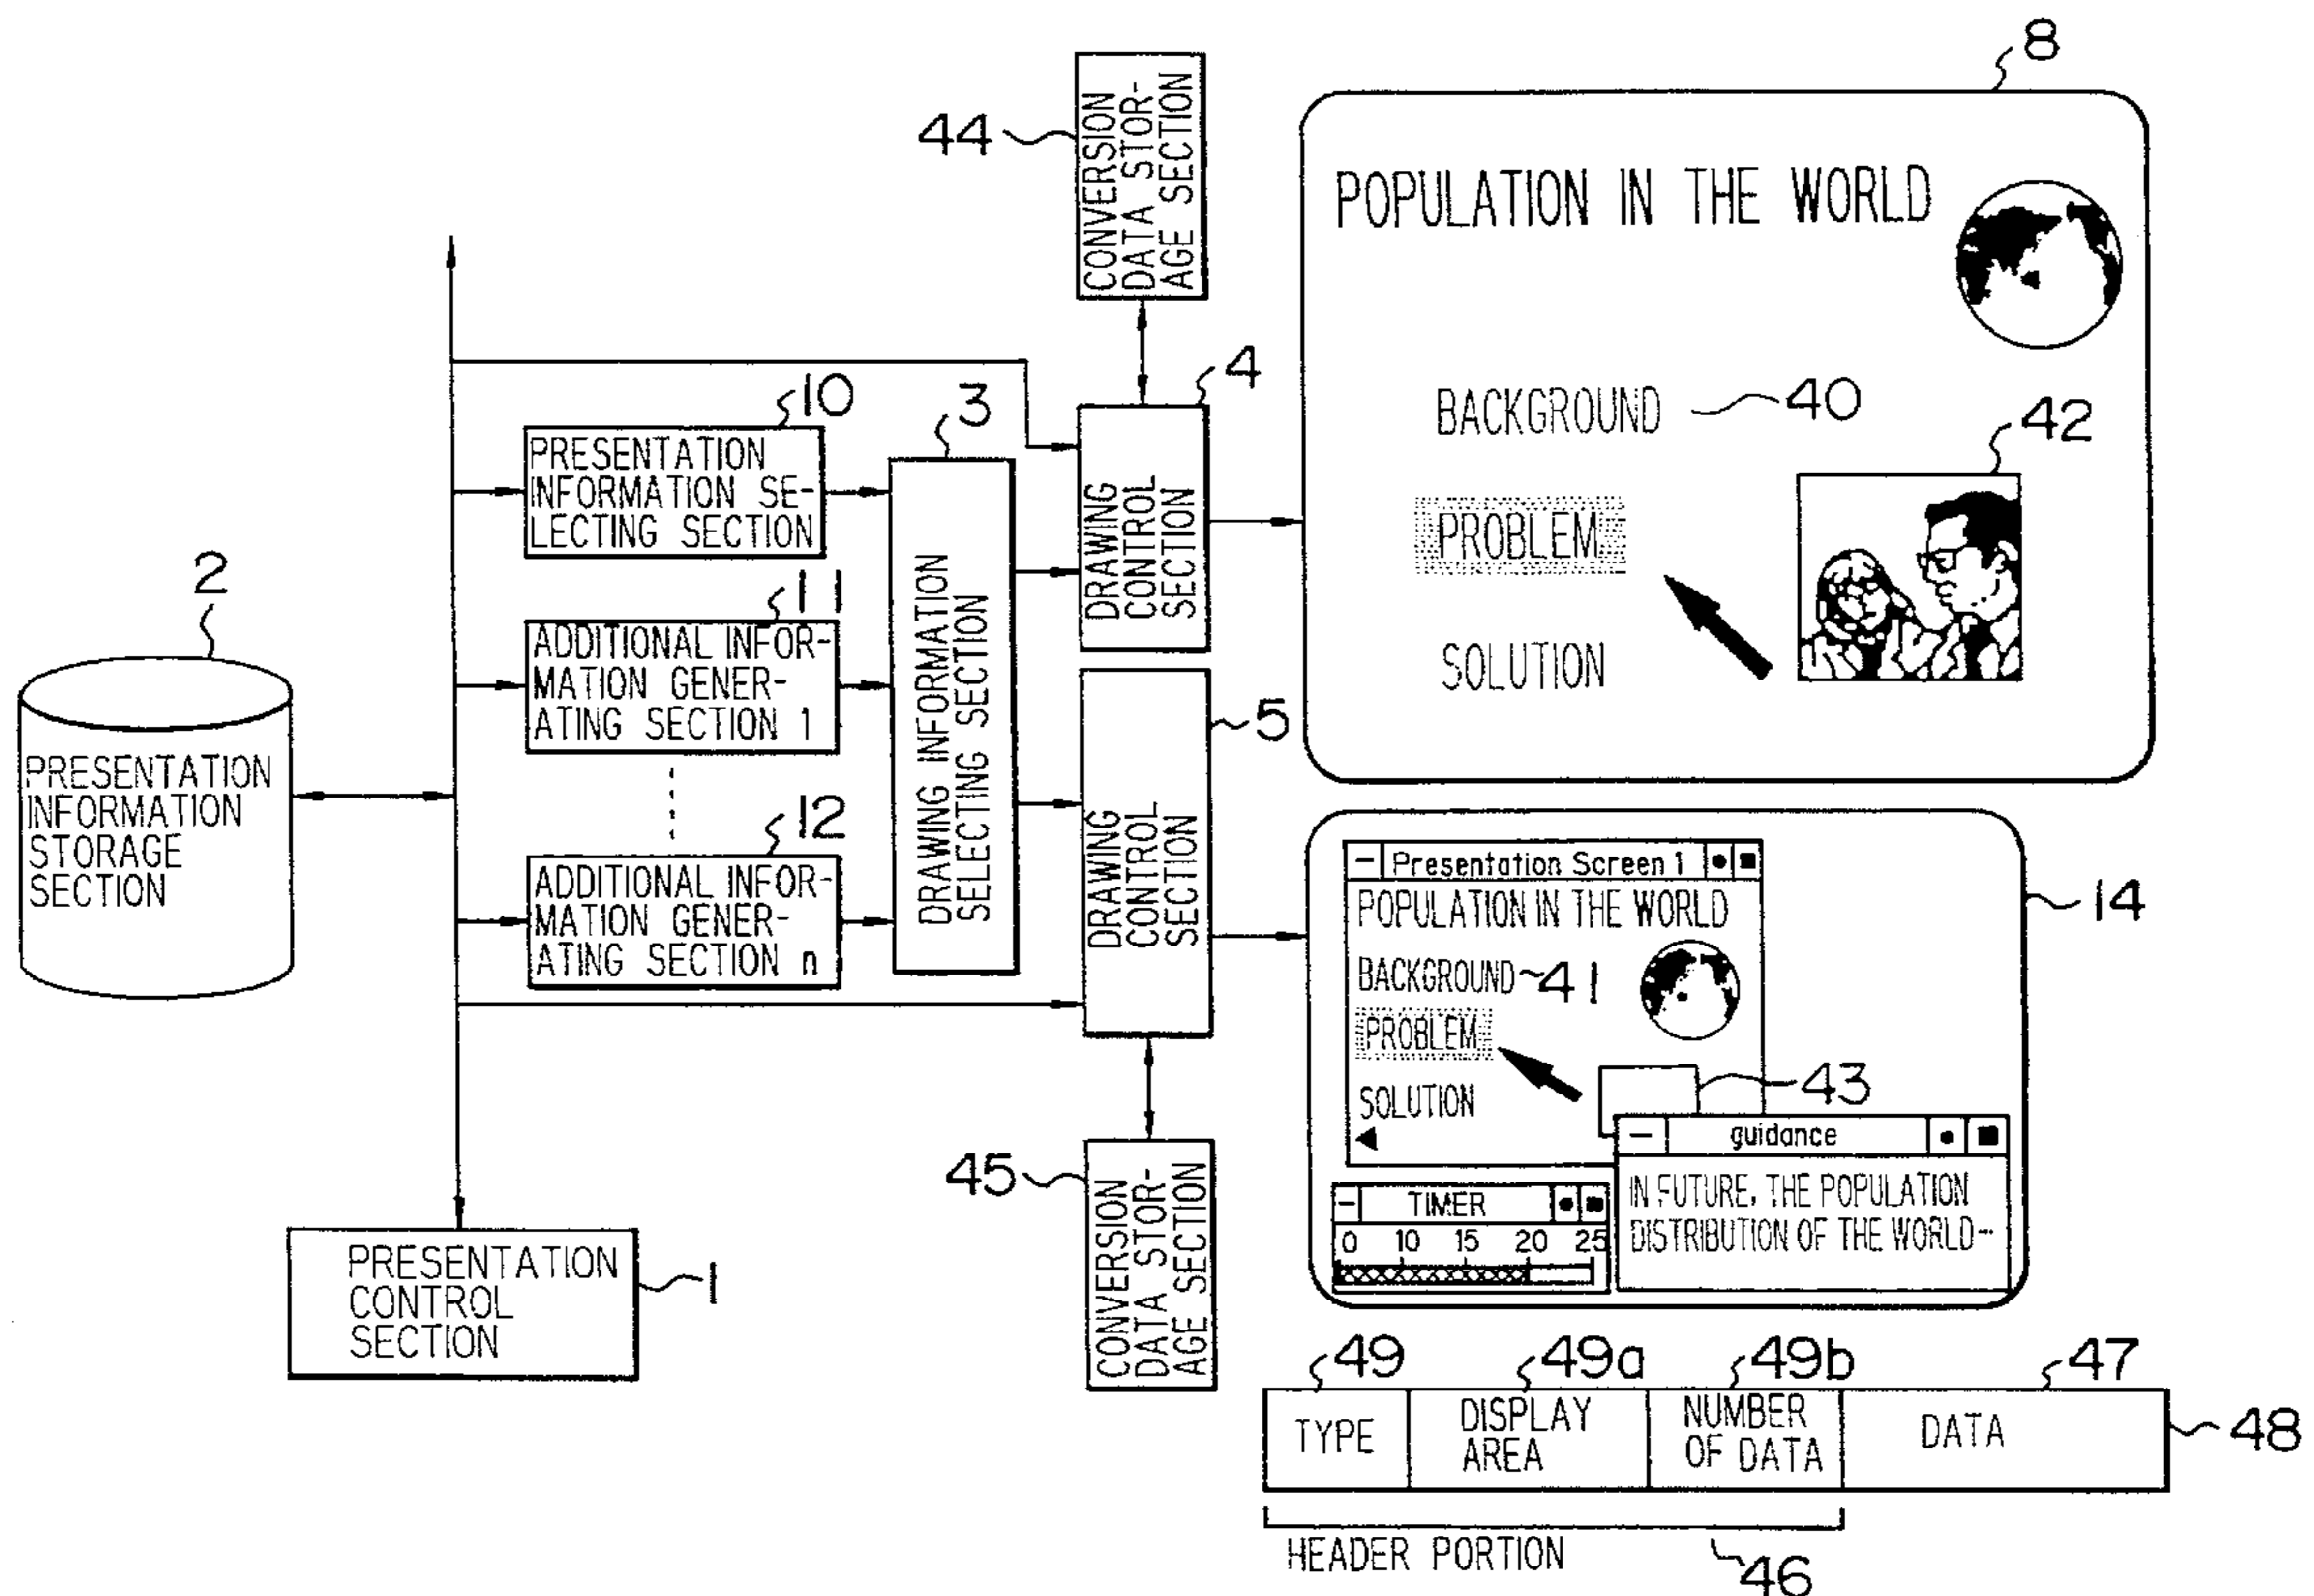 8
44
CONVERSION
DATA STOR-
AGE SECTION
POPULATION IN THE WORLD
4
10
3
BACKGROUND
40
42
PRESENTATION
INFORMATION SE-
LECTING SECTION
DRAWING
CONTROL
SECTION
PROBLEM
SOLUTION
2
11
ADDITIONAL INFOR-
MATION GENER-
ATING SECTION 1
DRAWING INFORMATION
SELECTING SECTION
5
PRESENTATION
INFORMATION
STORAGE
SECTION
12
ADDITIONAL INFOR-
MATION GENER-
ATING SECTION n
DRAWING
CONTROL
SECTION
Presentation Screen 1
14
POPULATION IN THE WORLD
BACKGROUND
41
PROBLEM
SOLUTION
43
guidance
IN FUTURE, THE POPULATION
DISTRIBUTION OF THE WORLD--
TIMER
0 10 15 20 25
45
CONVERSION
DATA STOR-
AGE SECTION
PRESENTATION
CONTROL
SECTION
1
49 49a 49b 47
TYPE
DISPLAY
AREA
NUMBER
OF DATA
DATA
48
HEADER PORTION
46